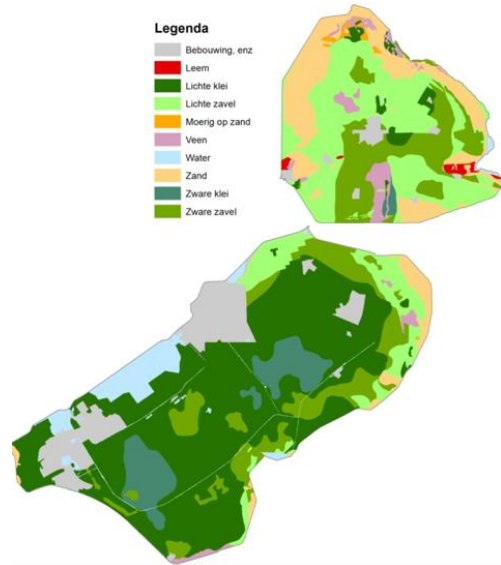 Legenda
Bebouwing, enz
Leem
Lichte klei
Lichte zavel
Moerig op zand
Veen
Water
Zand
Zware klei
Zware zavel